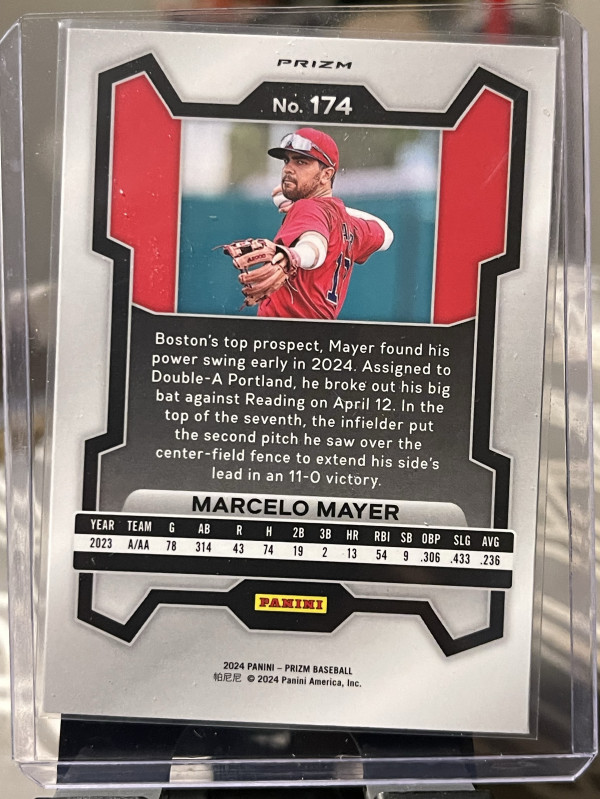 PRIZM
No. 174
Boston's top prospect, Mayer found his
power swing early in 2024. Assigned to
Double-A Portland, he broke out his big
bat against Reading on April 12. In the
top of the seventh, the infielder put
the second pitch he saw over the
center-field fence to extend his side's
lead in an 11-0 victory.
MARCELO MAYER
YEAR TEAM G AB R H 2B 3B HR RBI SB OBP SLG AVG
2023 A/AA 78 314 43 74 19 2 13 54 9 .306 .433 .236
PANINI
2024 PANINI – PRIZM BASEBALL
帕尼尼 © 2024 Panini America, Inc.